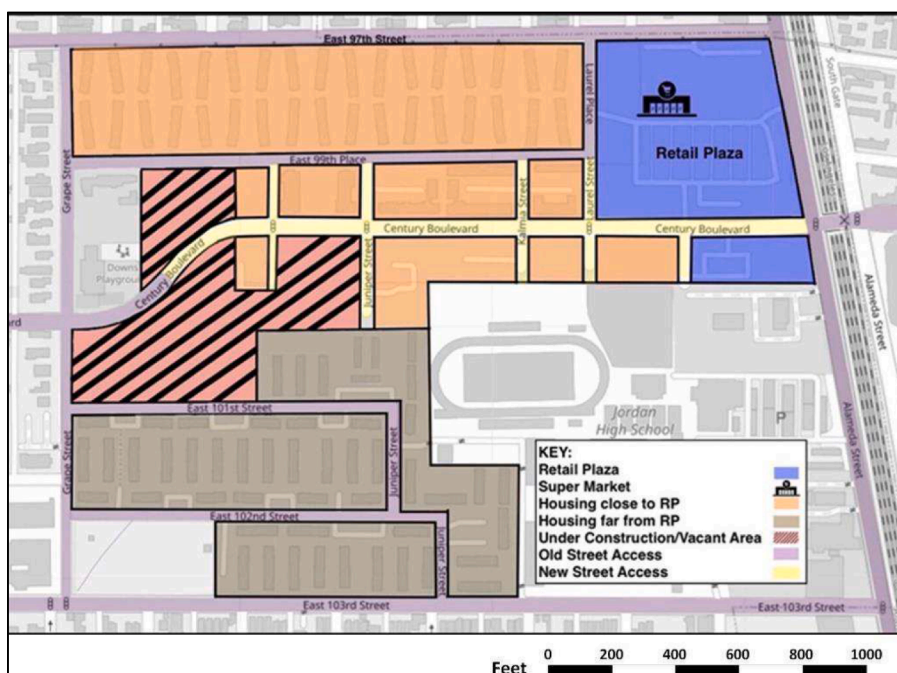 East 97th Street
Laurel Place
South Gate
Retail Plaza
East 99th Place
Grape Street
Kalmia Street
Laurel Street
Century Boulevard
Century Boulevard
Juniper Street
Century Boulevard
Downs
Playground
Alameda Street
East 101st Street
Jordan
High School
P
Alameda Street
Grape Street
Juniper Street
KEY:
Retail Plaza
Super Market
Housing close to RP
Housing far from RP
Under Construction/Vacant Area
Old Street Access
New Street Access
East 102nd Street
Juniper Street
East 103rd Street
East 103rd Street
0 200 400 600 800 1000
Feet